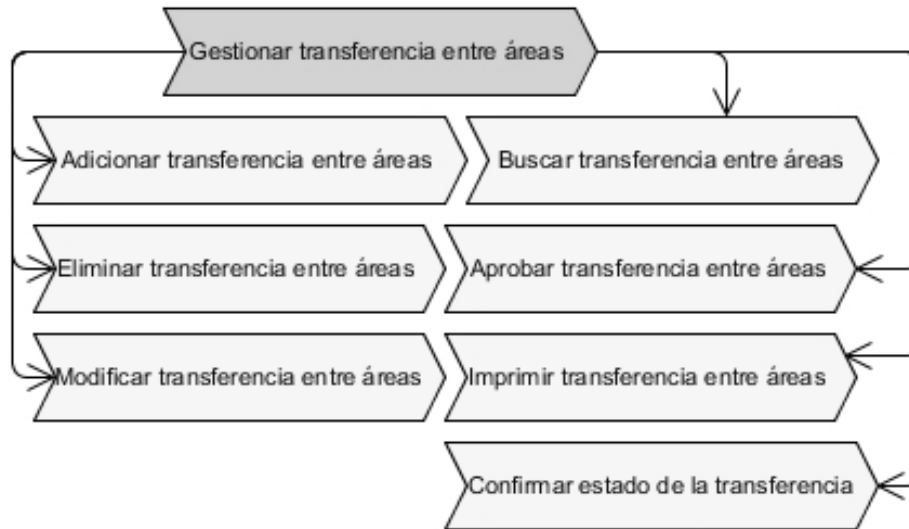 Gestionar transferencia entre áreas
Adicionar transferencia entre áreas
Buscar transferencia entre áreas
Eliminar transferencia entre áreas
Aprobar transferencia entre áreas
Modificar transferencia entre áreas
Imprimir transferencia entre áreas
Confirmar estado de la transferencia